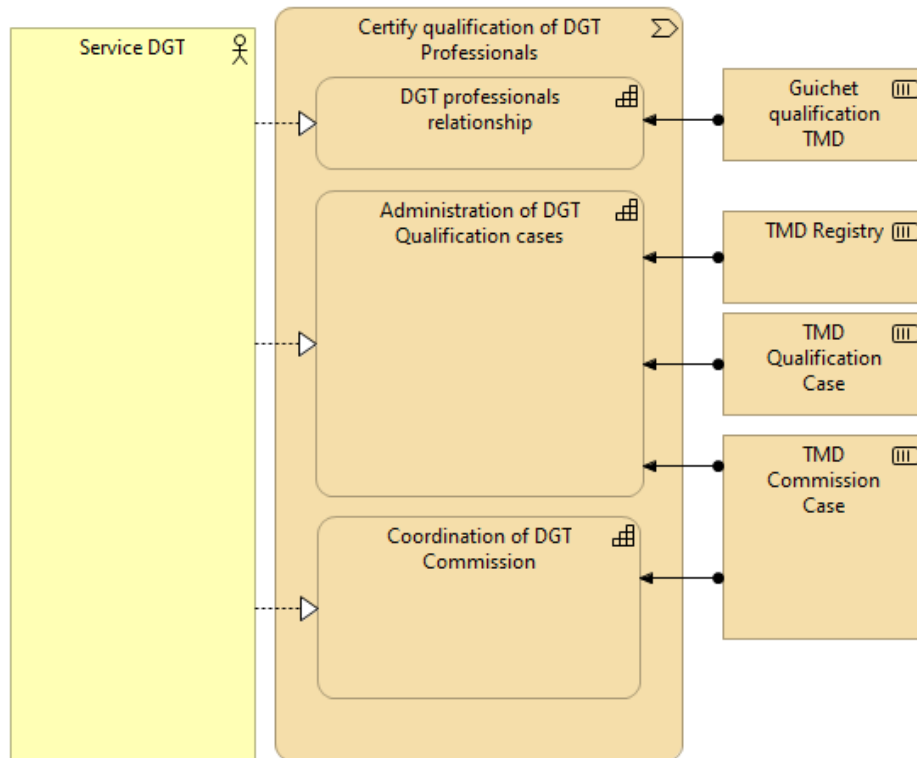 Service DGT
Certify qualification of DGT
Professionals
DGT professionals
relationship
Guichet
qualification
TMD
Administration of DGT
Qualification cases
TMD Registry
TMD
Qualification
Case
TMD
Commission
Case
Coordination of DGT
Commission